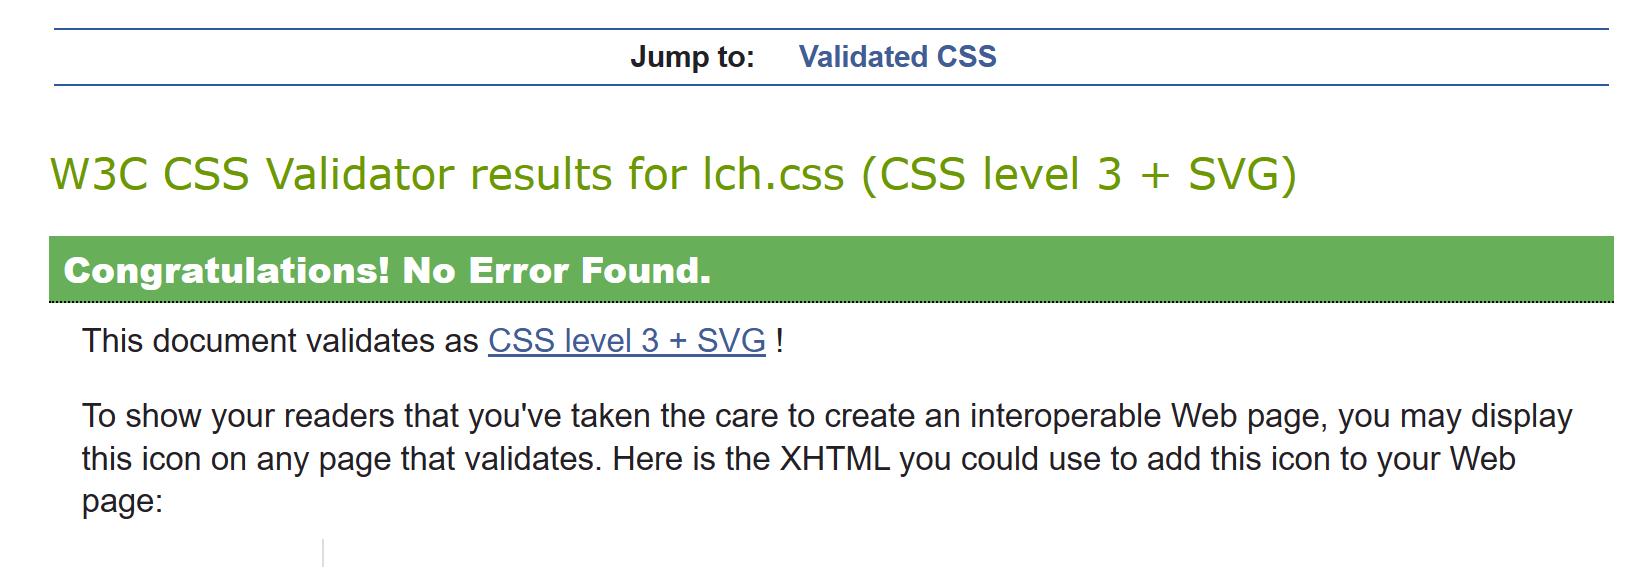 Jump to: Validated CSS
W3C CSS Validator results for lch.css (CSS level 3 + SVG)
Congratulations! No Error Found.
This document validates as CSS level 3 + SVG !
To show your readers that you've taken the care to create an interoperable Web page, you may display
this icon on any page that validates. Here is the XHTML you could use to add this icon to your Web
page: